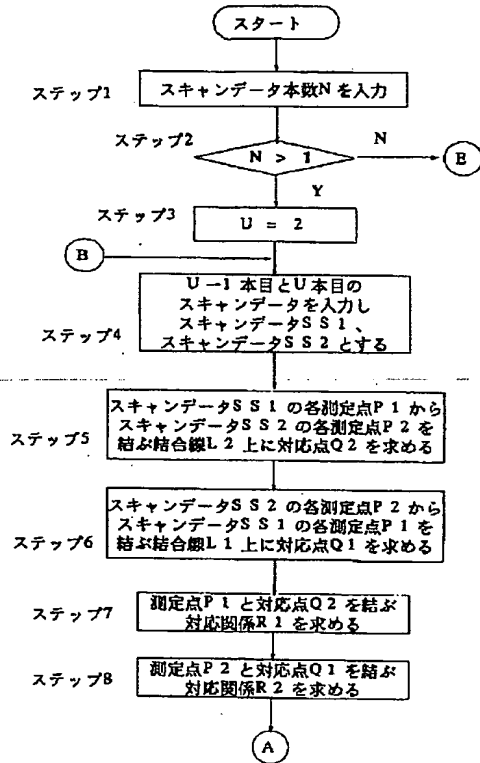 スタート
ステップ1
スキャンデータ本数Nを入力
ステップ2
N > 1
N
E
Y
ステップ3
U = 2
B
U－1 本目とU本目の
スキャンデータを入力し
スキャンデータSS1、
スキャンデータSS2とする
ステップ4
スキャンデータSS1の各測定点P1から
スキャンデータSS2の各測定点P2を
結ぶ結合線L2上に対応点Q2を求める
ステップ5
スキャンデータSS2の各測定点P2から
スキャンデータSS1の各測定点P1を
結ぶ結合線L1上に対応点Q1を求める
ステップ6
ステップ7
測定点P1と対応点Q2を結ぶ
対応関係R1を求める
ステップ8
測定点P2と対応点Q1を結ぶ
対応関係R2を求める
A